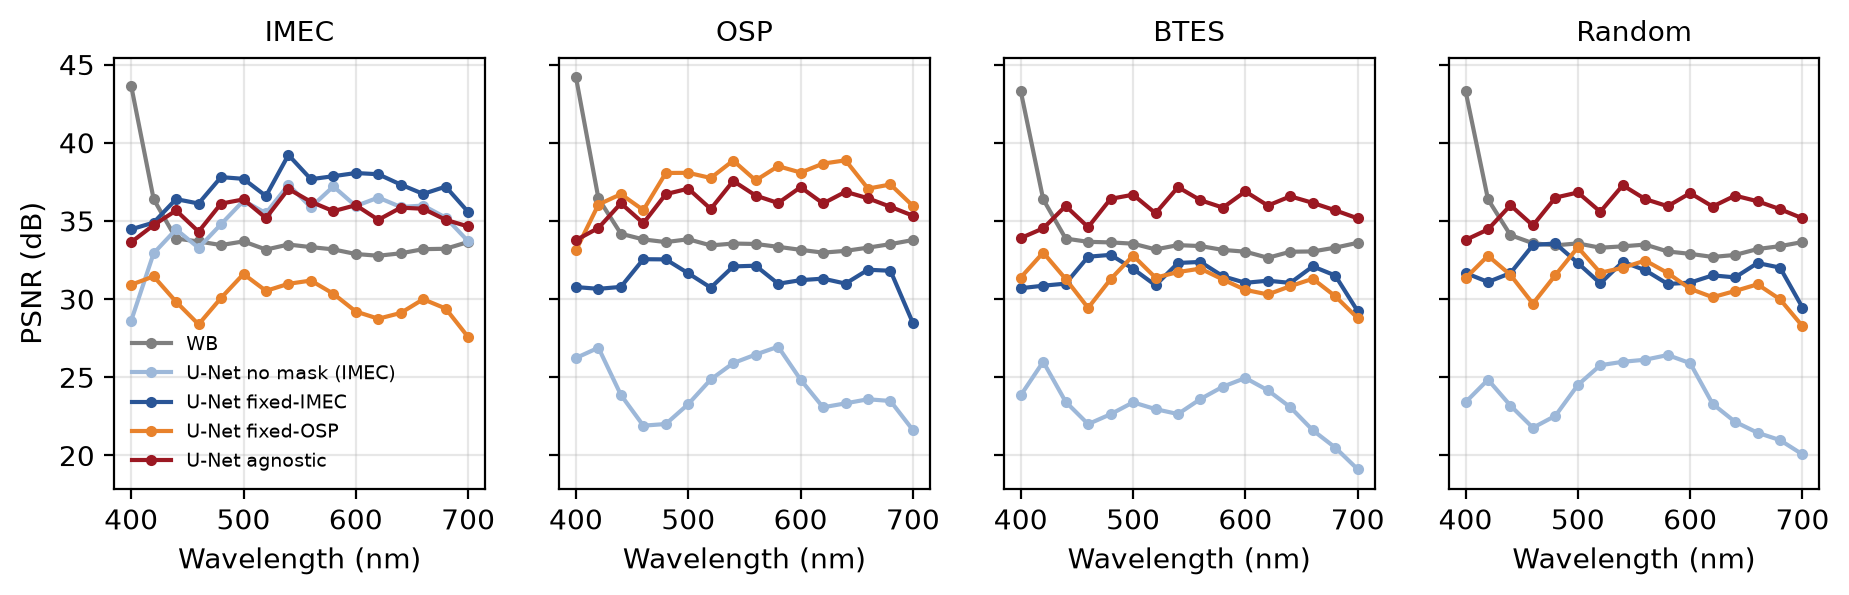 IMEC
OSP
BTES
Random
PSNR (dB)
45
40
35
30
25
20
WB
U-Net no mask (IMEC)
U-Net fixed-IMEC
U-Net fixed-OSP
U-Net agnostic
400 500 600 700
400 500 600 700
400 500 600 700
400 500 600 700
Wavelength (nm)
Wavelength (nm)
Wavelength (nm)
Wavelength (nm)